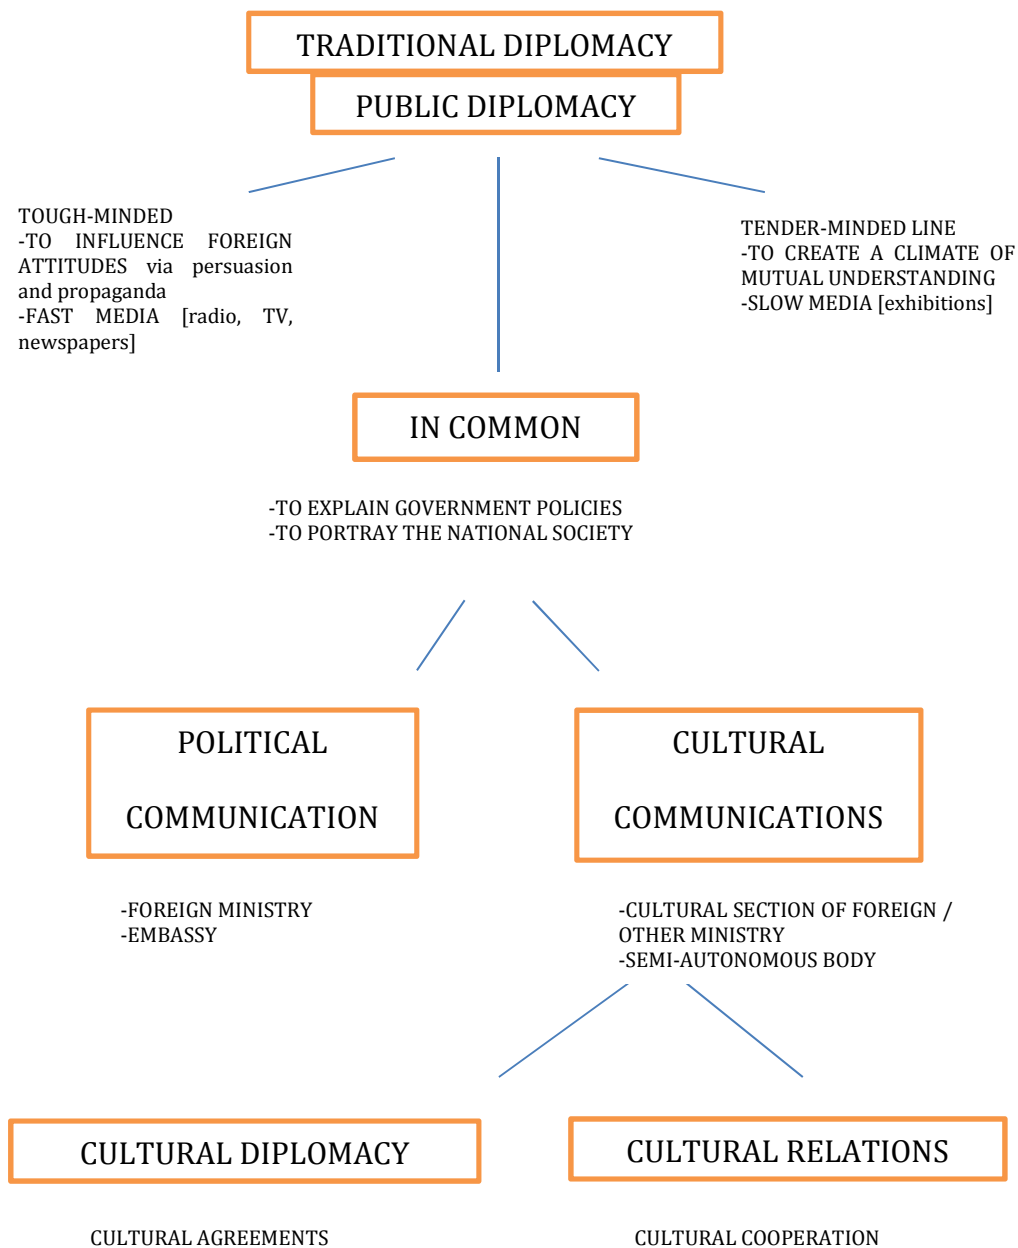 TRADITIONAL DIPLOMACY
PUBLIC DIPLOMACY
TOUGH-MINDED
-TO INFLUENCE FOREIGN
ATTITUDES via persuasion
and propaganda
-FAST MEDIA [radio, TV,
newspapers]
TENDER-MINDED LINE
-TO CREATE A CLIMATE OF
MUTUAL UNDERSTANDING
-SLOW MEDIA [exhibitions]
IN COMMON
-TO EXPLAIN GOVERNMENT POLICIES
-TO PORTRAY THE NATIONAL SOCIETY
POLITICAL
COMMUNICATION
CULTURAL
COMMUNICATIONS
-FOREIGN MINISTRY
-EMBASSY
-CULTURAL SECTION OF FOREIGN /
OTHER MINISTRY
-SEMI-AUTONOMOUS BODY
CULTURAL DIPLOMACY
CULTURAL RELATIONS
CULTURAL AGREEMENTS
CULTURAL COOPERATION